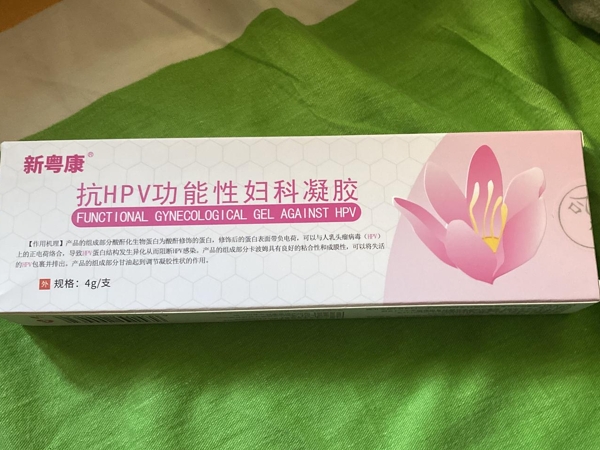 新粤康®
抗HPV功能性妇科凝胶
FUNCTIONAL GYNECOLOGICAL GEL AGAINST HPV
【作用机理】产品的组成部分酸酐化生物蛋白为酸酐修饰的蛋白，修饰后的蛋白表面带负电荷，可以与人乳头瘤病毒（HPV）
上的正电荷络合，导致HPV蛋白结构发生异化从而阻断HPV感染。产品的组成部分卡波姆具有良好的粘合性和成膜性，可以将失活
的HPV包裹并排出。产品的组成部分甘油起到调节凝胶性状的作用。
外 规格：4g/支